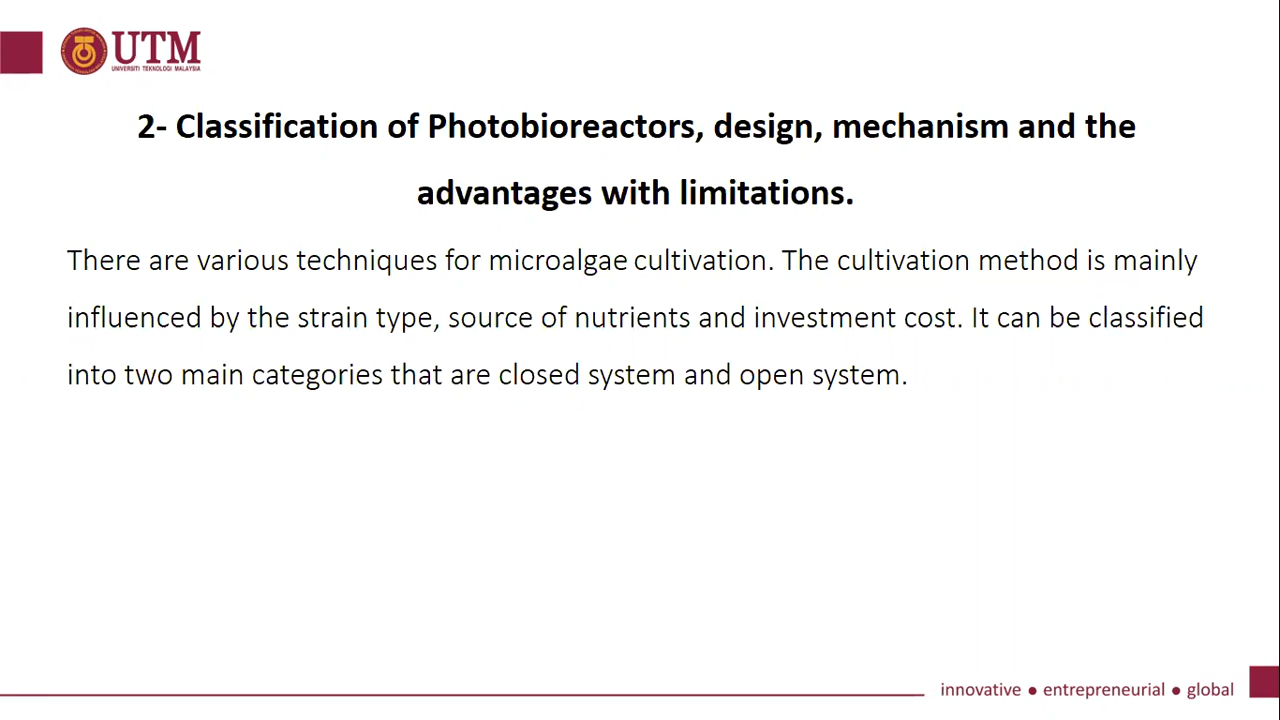 UTM
UNIVERSITI TEKNOLOGI MALAYSIA
2- Classification of Photobioreactors, design, mechanism and the
advantages with limitations.
There are various techniques for microalgae cultivation. The cultivation method is mainly
influenced by the strain type, source of nutrients and investment cost. It can be classified
into two main categories that are closed system and open system.
innovative ● entrepreneurial ● global